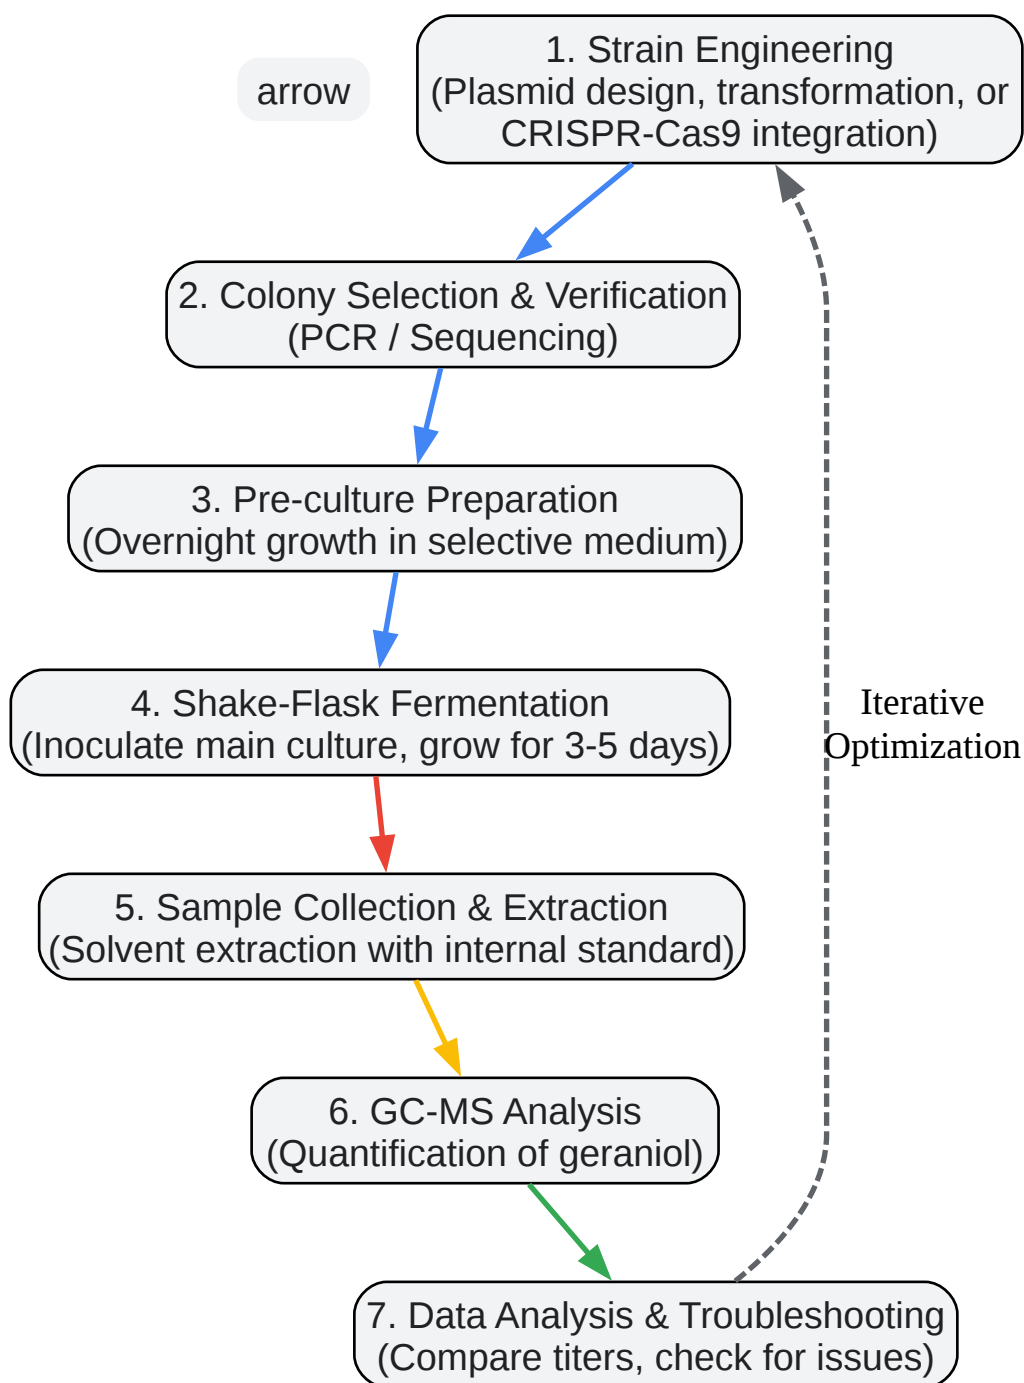 arrow
1. Strain Engineering
(Plasmid design, transformation, or
CRISPR-Cas9 integration)
2. Colony Selection & Verification
(PCR / Sequencing)
3. Pre-culture Preparation
(Overnight growth in selective medium)
4. Shake-Flask Fermentation
(Inoculate main culture, grow for 3-5 days)
Iterative
Optimization
5. Sample Collection & Extraction
(Solvent extraction with internal standard)
6. GC-MS Analysis
(Quantification of geraniol)
7. Data Analysis & Troubleshooting
(Compare titers, check for issues)